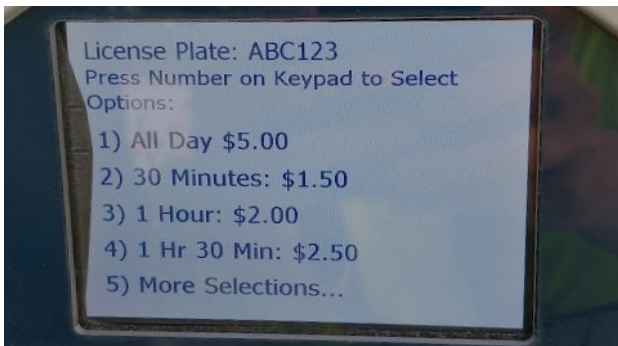 License Plate: ABC123
Press Number on Keypad to Select
Options:
1) All Day $5.00
2) 30 Minutes: $1.50
3) 1 Hour: $2.00
4) 1 Hr 30 Min: $2.50
5) More Selections...